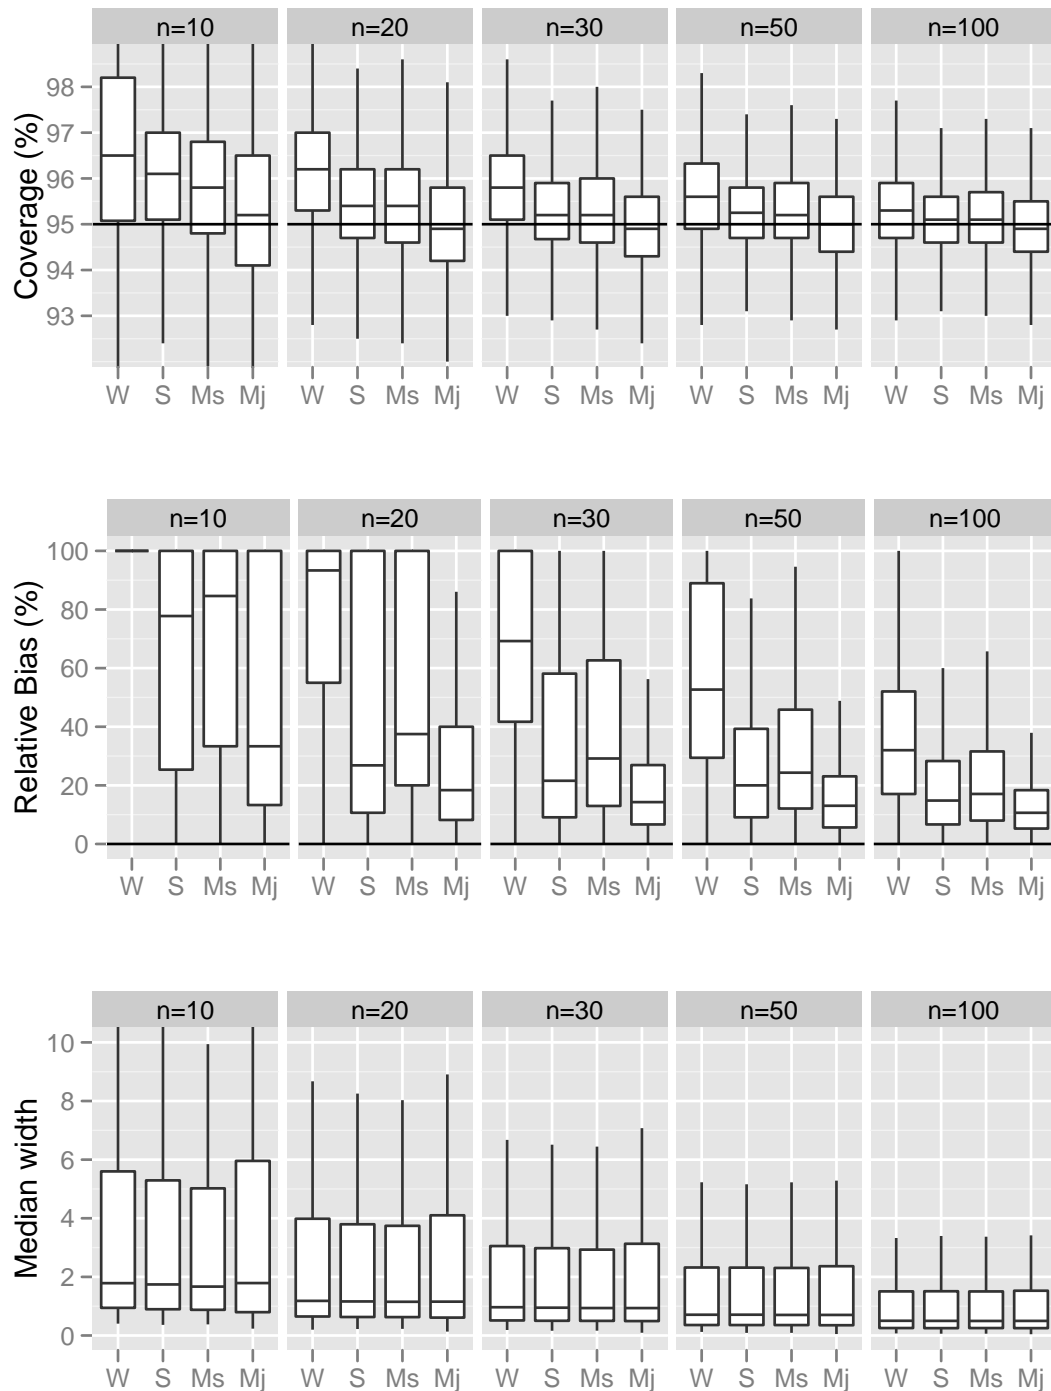 n=10 n=20 n=30 n=50 n=100
Coverage (%)
98
97
96
95
94
93
W S Ms Mj W S Ms Mj W S Ms Mj W S Ms Mj W S Ms Mj
n=10 n=20 n=30 n=50 n=100
Relative Bias (%)
100
80
60
40
20
0
W S Ms Mj W S Ms Mj W S Ms Mj W S Ms Mj W S Ms Mj
n=10 n=20 n=30 n=50 n=100
Median width
10
8
6
4
2
0
W S Ms Mj W S Ms Mj W S Ms Mj W S Ms Mj W S Ms Mj